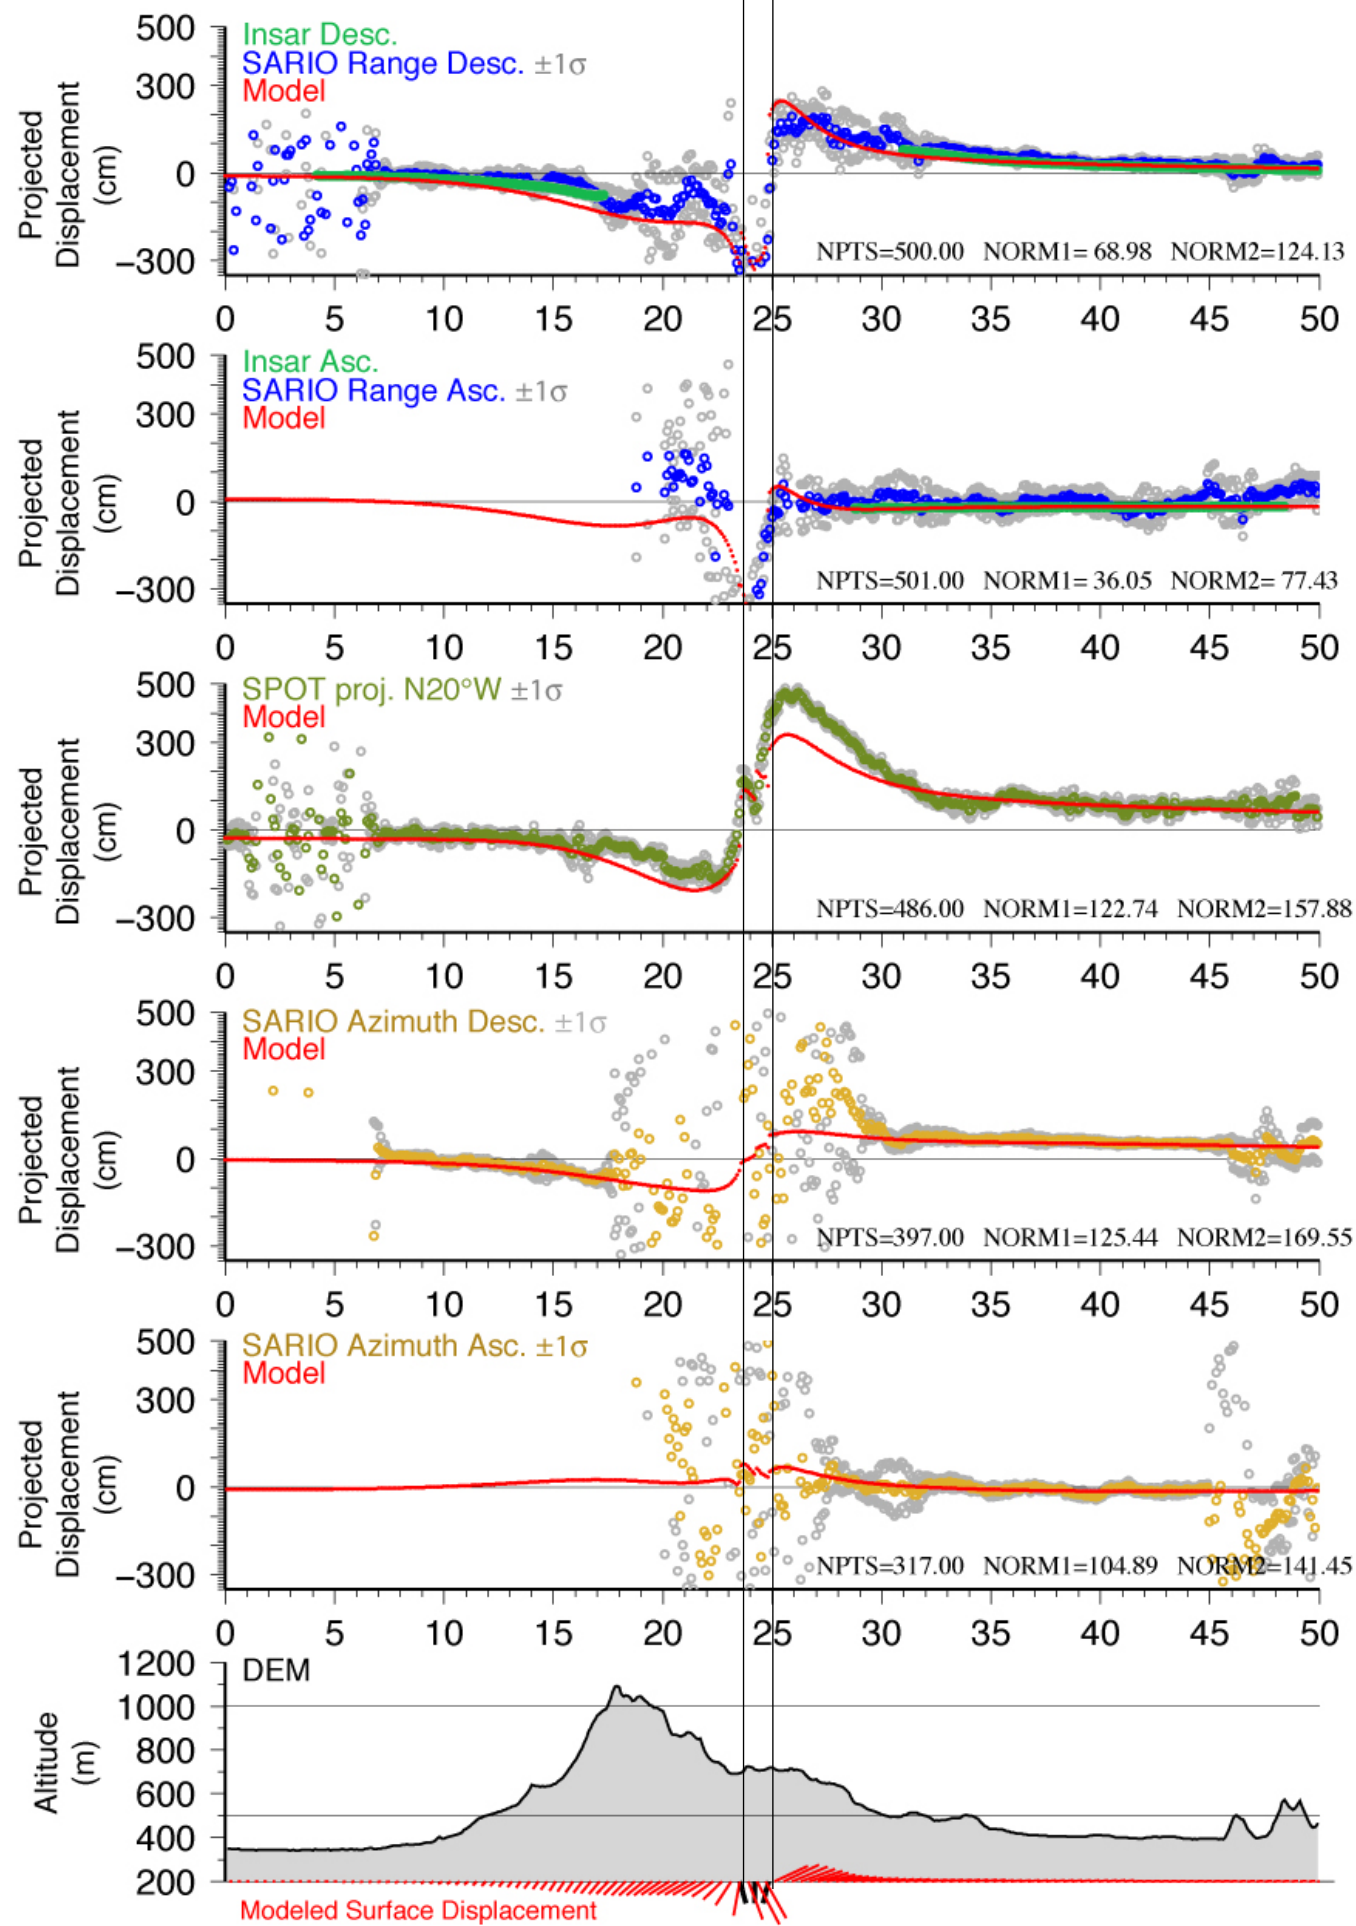 500
300
0
−300
Projected
Displacement
(cm)
Insar Desc.
SARIO Range Desc. ±1σ
Model
NPTS=500.00 NORM1= 68.98 NORM2=124.13
0 5 10 15 20 25 30 35 40 45 50
500
300
0
−300
Projected
Displacement
(cm)
Insar Asc.
SARIO Range Asc. ±1σ
Model
NPTS=501.00 NORM1= 36.05 NORM2= 77.43
0 5 10 15 20 25 30 35 40 45 50
500
300
0
−300
Projected
Displacement
(cm)
SPOT proj. N20°W ±1σ
Model
NPTS=486.00 NORM1=122.74 NORM2=157.88
0 5 10 15 20 25 30 35 40 45 50
500
300
0
−300
Projected
Displacement
(cm)
SARIO Azimuth Desc. ±1σ
Model
NPTS=397.00 NORM1=125.44 NORM2=169.55
0 5 10 15 20 25 30 35 40 45 50
500
300
0
−300
Projected
Displacement
(cm)
SARIO Azimuth Asc. ±1σ
Model
NPTS=317.00 NORM1=104.89 NORM2=141.45
0 5 10 15 20 25 30 35 40 45 50
1200
1000
800
600
400
200
Altitude
(m)
DEM
Modeled Surface Displacement